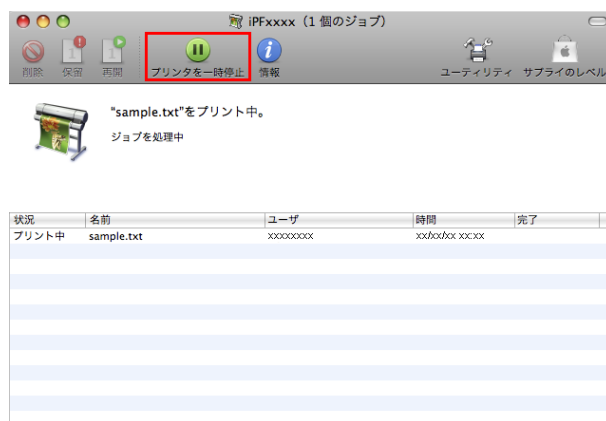 iPFxxxx（1 個のジョブ）
削除 保留 再開 プリンタを一時停止 情報 ユーティリティ サプライのレベル
"sample.txt"をプリント中。
ジョブを処理中
状況 名前 ユーザ 時間 完了
プリント中 sample.txt xxxxxxxx xx/xx/xx xx:xx